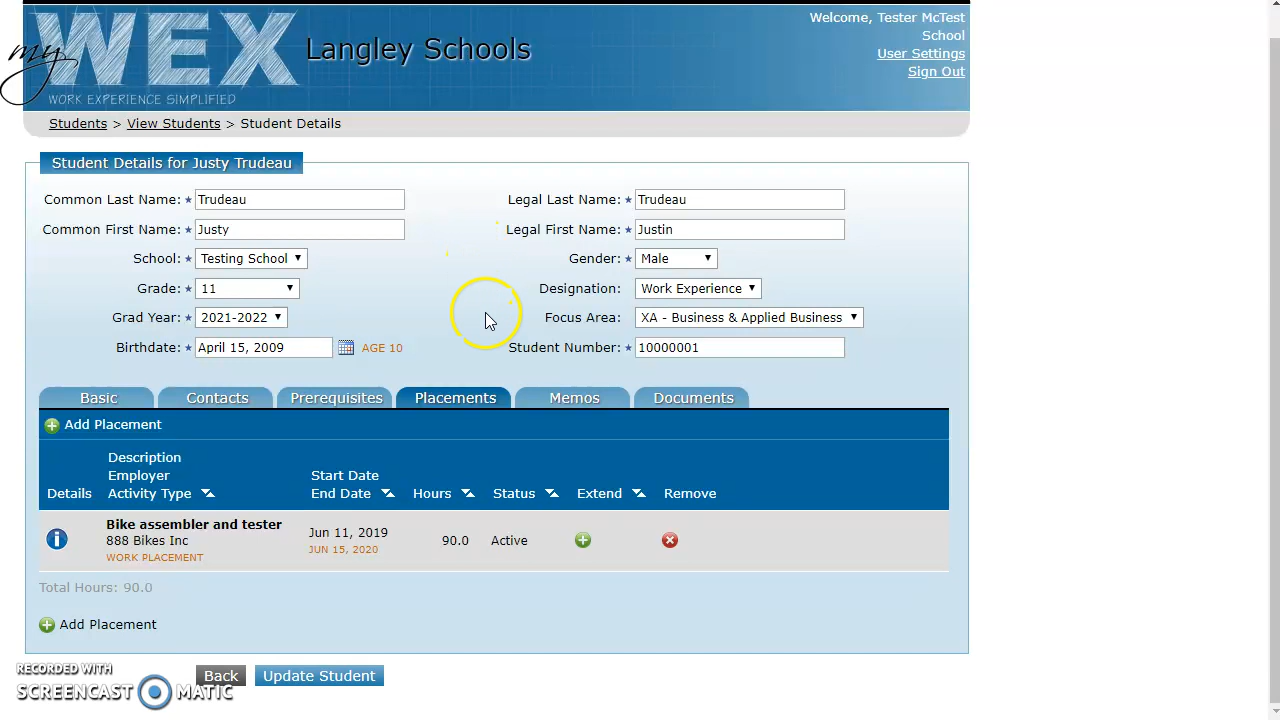 Welcome, Tester McTest
School
User Settings
Sign Out
my WEX
WORK EXPERIENCE SIMPLIFIED
Langley Schools
Students > View Students > Student Details
Student Details for Justy Trudeau
Common Last Name: * Trudeau
Legal Last Name: * Trudeau
Common First Name: * Justy
Legal First Name: * Justin
School: * Testing School
Gender: * Male
Grade: * 11
Designation: Work Experience
Grad Year: * 2021-2022
Focus Area: XA - Business & Applied Business
Birthdate: * April 15, 2009 AGE 10
Student Number: * 10000001
Basic Contacts Prerequisites Placements Memos Documents
Add Placement
Description
Employer Start Date
Details Activity Type End Date Hours Status Extend Remove
Bike assembler and tester
888 Bikes Inc Jun 11, 2019 90.0 Active
WORK PLACEMENT JUN 15, 2020
Total Hours: 90.0
Add Placement
Back Update Student
RECORDED WITH
SCREENCAST MATIC